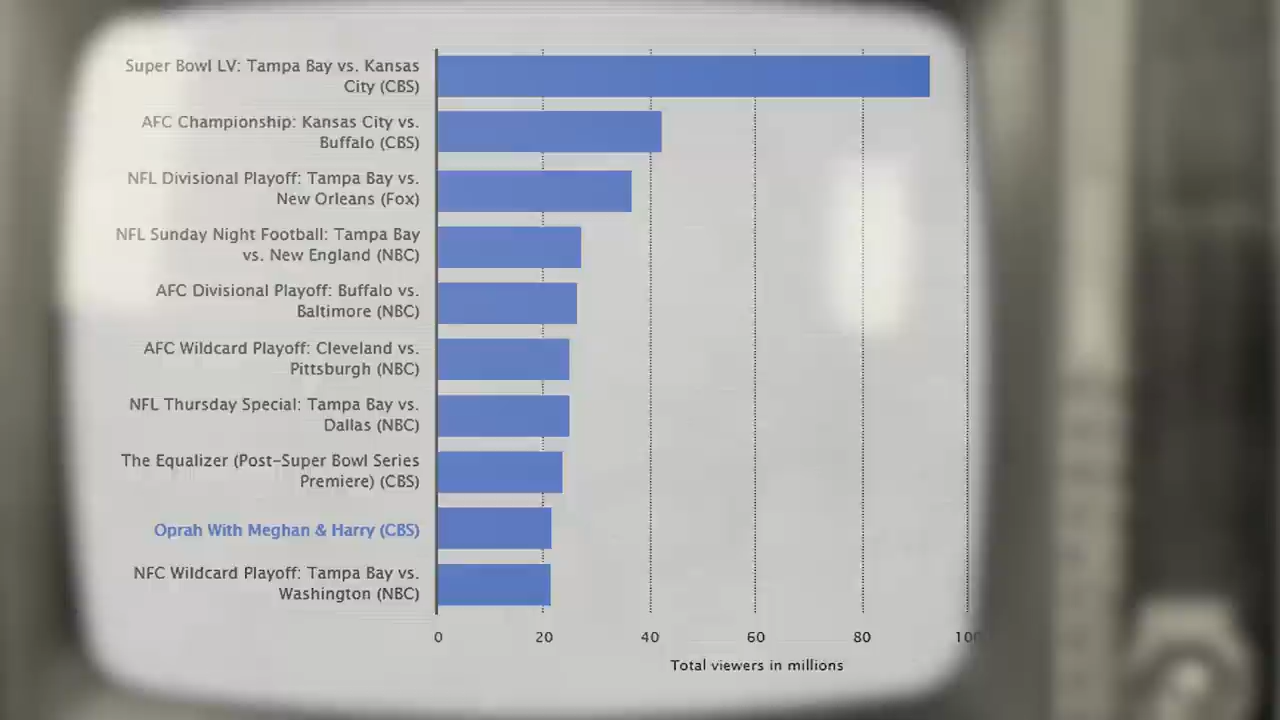 Super Bowl LV: Tampa Bay vs. Kansas
City (CBS)
AFC Championship: Kansas City vs.
Buffalo (CBS)
NFL Divisional Playoff: Tampa Bay vs.
New Orleans (Fox)
NFL Sunday Night Football: Tampa Bay
vs. New England (NBC)
AFC Divisional Playoff: Buffalo vs.
Baltimore (NBC)
AFC Wildcard Playoff: Cleveland vs.
Pittsburgh (NBC)
NFL Thursday Special: Tampa Bay vs.
Dallas (NBC)
The Equalizer (Post-Super Bowl Series
Premiere) (CBS)
Oprah With Meghan & Harry (CBS)
NFC Wildcard Playoff: Tampa Bay vs.
Washington (NBC)
0 20 40 60 80 100
Total viewers in millions